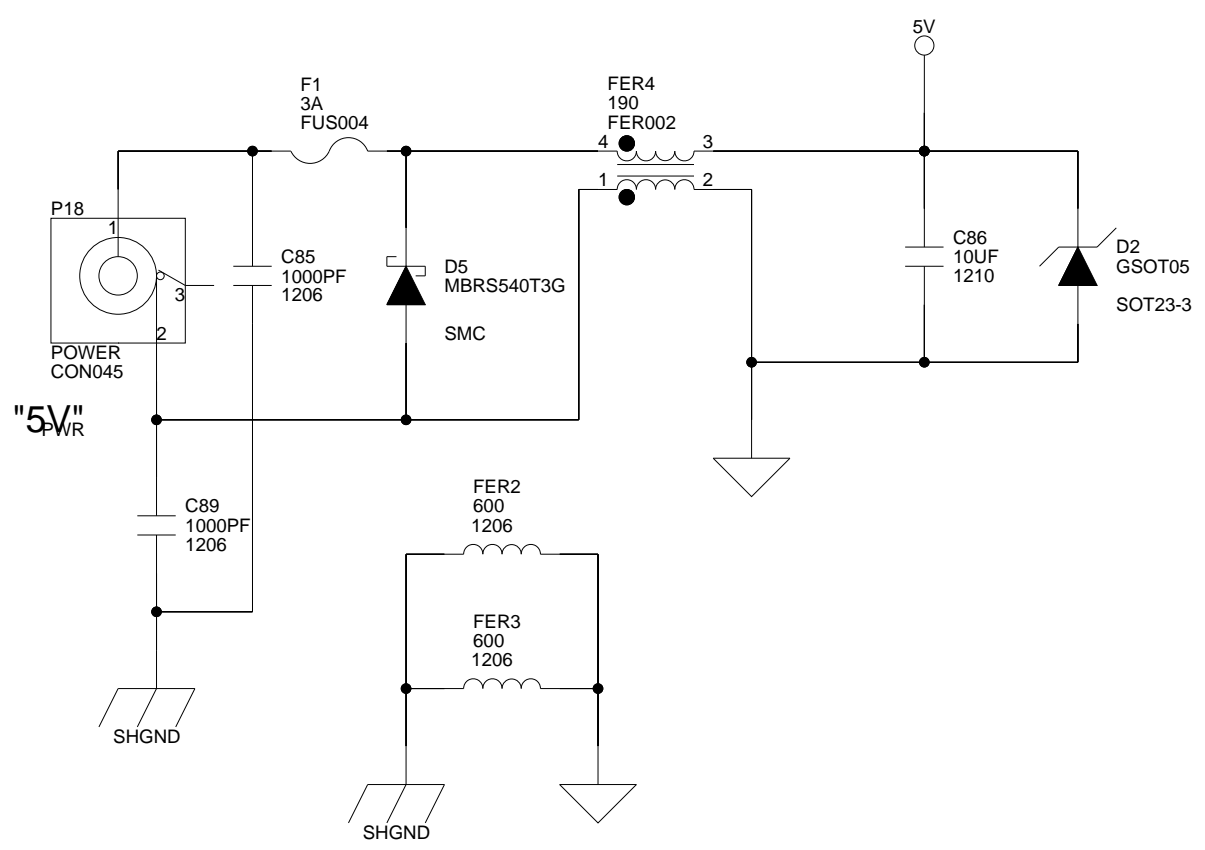 5V
F1
3A
FUS004
FER4
190
FER002
4
3
1
2
P18
1
3
2
POWER
CON045
"5V"
PWR
C85
1000PF
1206
D5
MBRS540T3G
SMC
C86
10UF
1210
D2
GSOT05
SOT23-3
C89
1000PF
1206
SHGND
FER2
600
1206
FER3
600
1206
SHGND